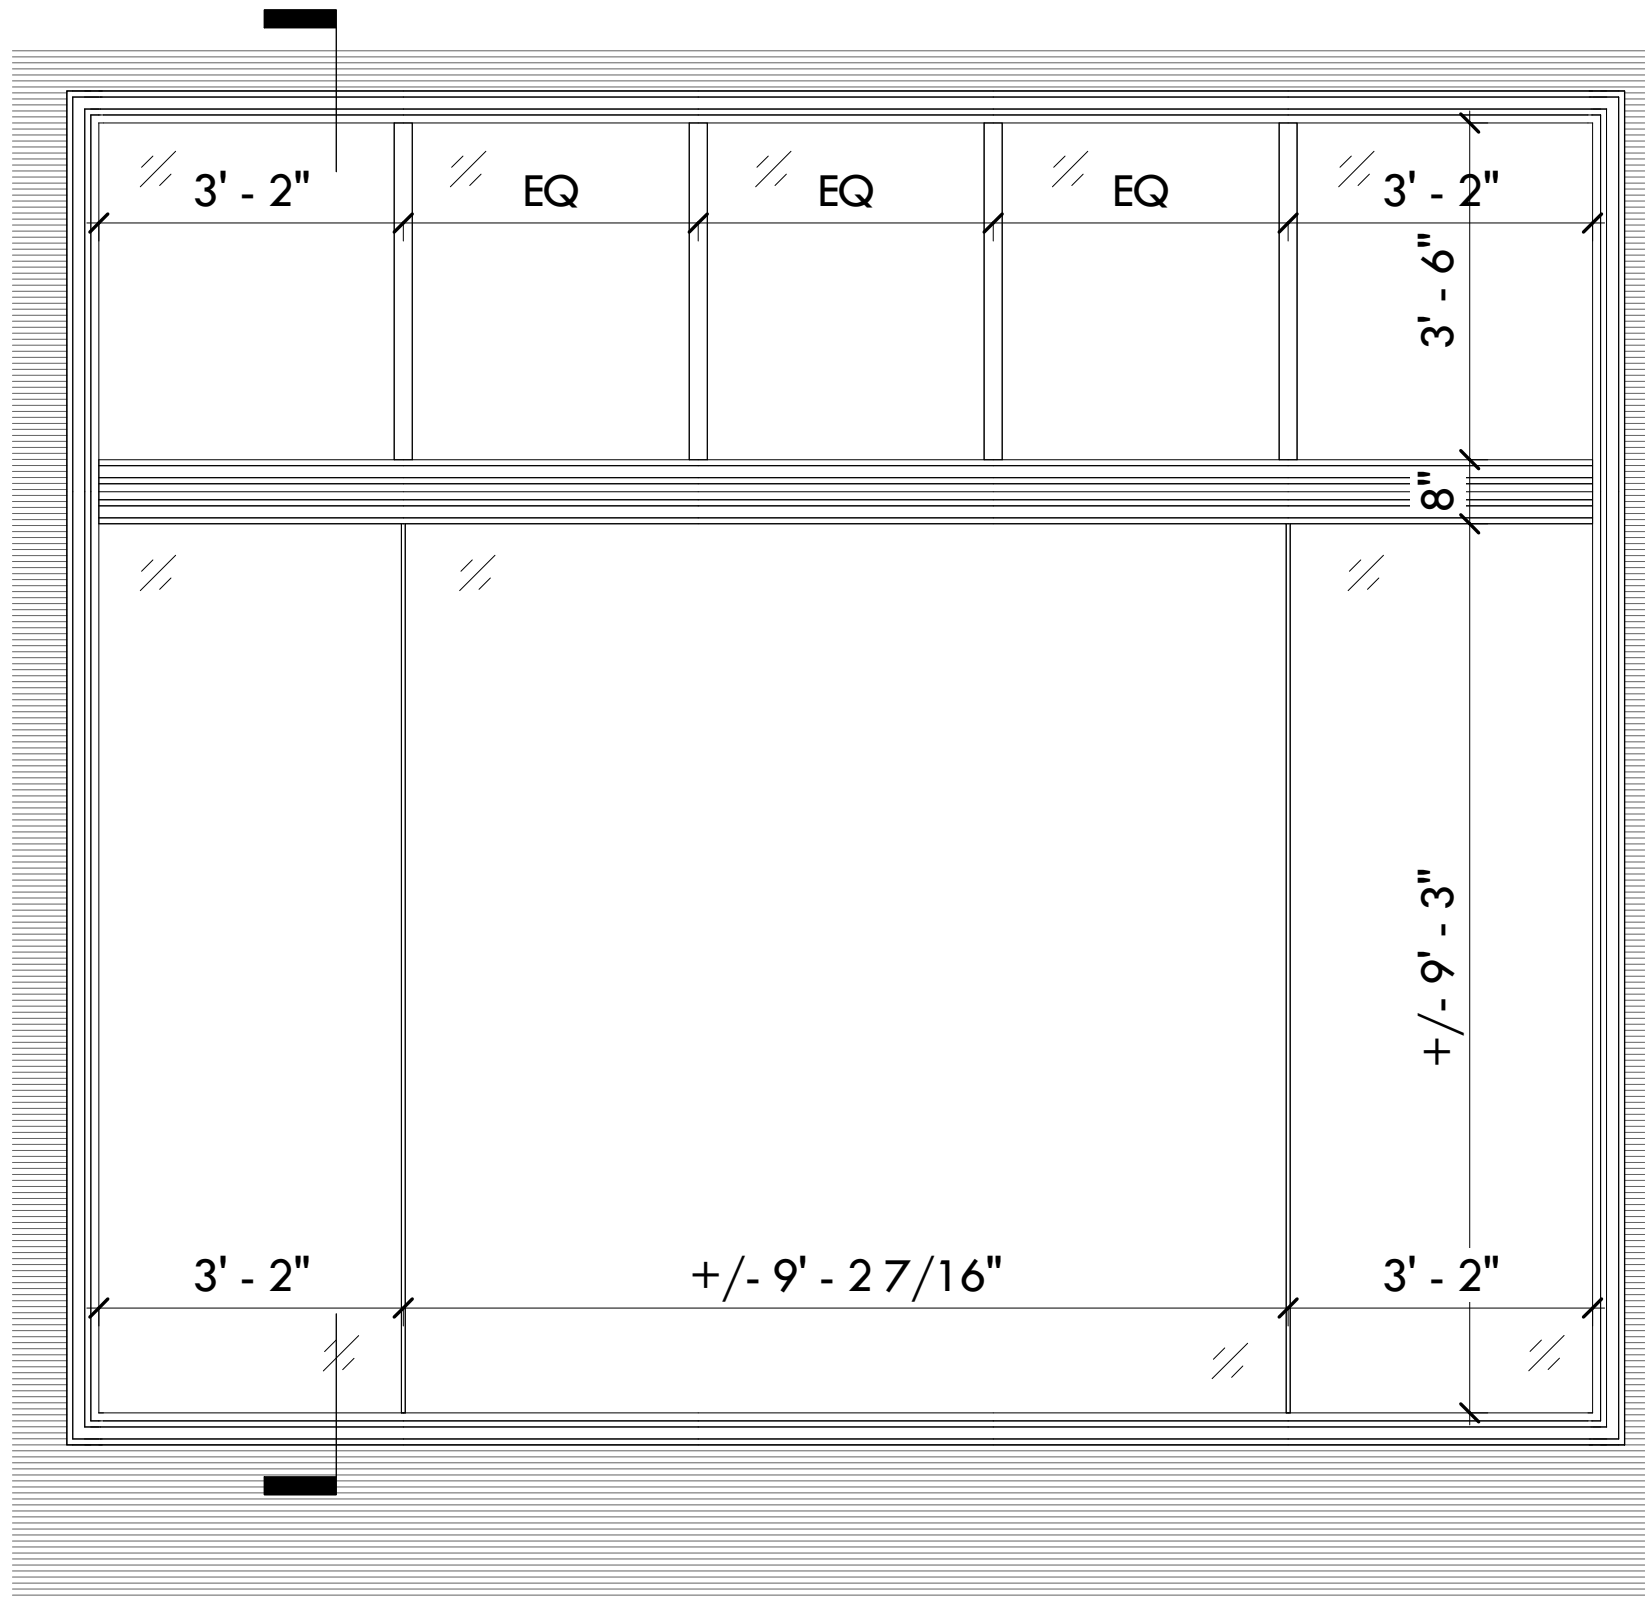 3' - 2" EQ EQ EQ 3' - 2"
3' - 6"
8"
+/- 9' - 3"
3' - 2" +/- 9' - 2 7/16" 3' - 2"